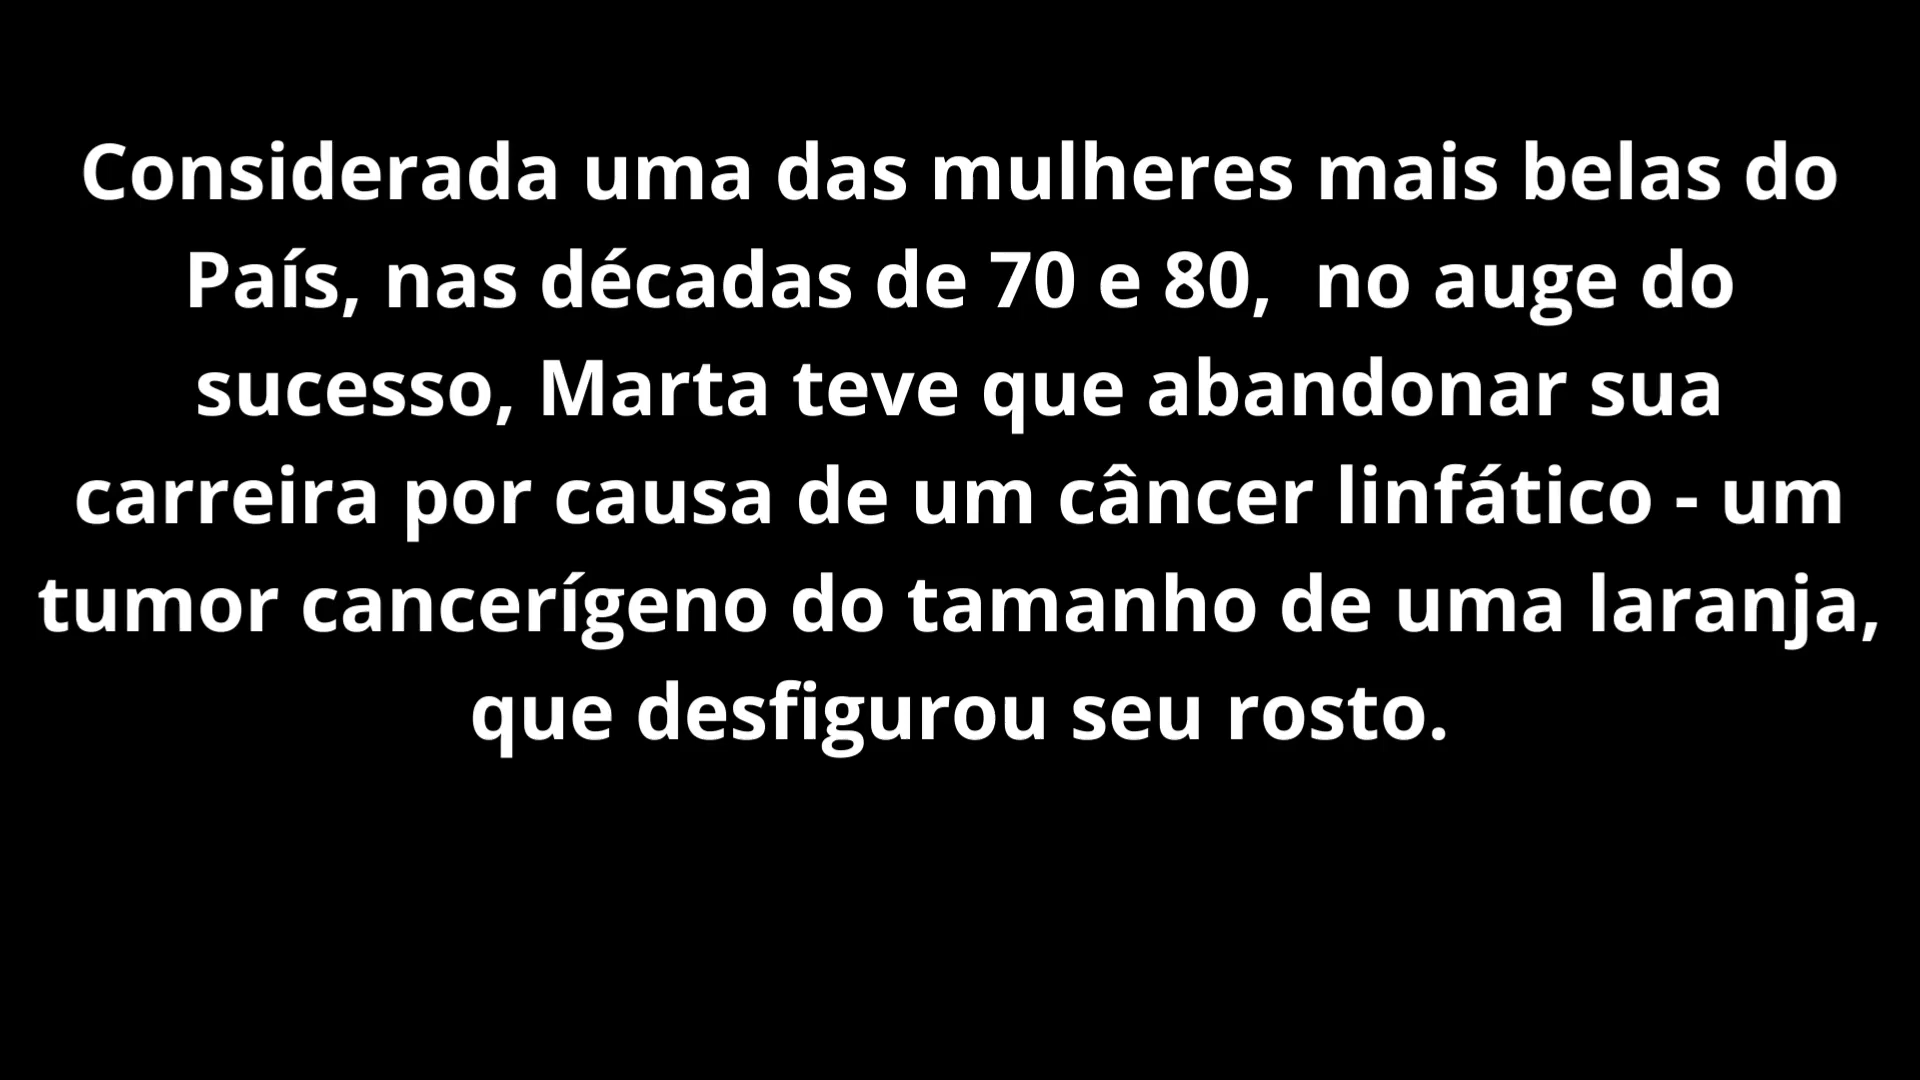 Considerada uma das mulheres mais belas do
País, nas décadas de 70 e 80,  no auge do
sucesso, Marta teve que abandonar sua
carreira por causa de um câncer linfático - um
tumor cancerígeno do tamanho de uma laranja,
que desfigurou seu rosto.